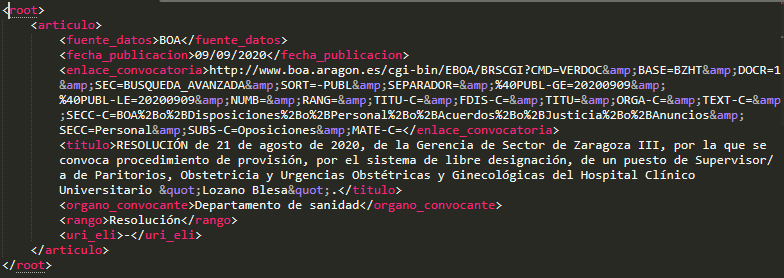 <root>
<articulo>
<fuente_datos>BOA</fuente_datos>
<fecha_publicacion>09/09/2020</fecha_publicacion>
<enlace_convocatoria>http://www.boa.aragon.es/cgi-bin/EBOA/BRSCGI?CMD=VERDOC&amp;BASE=BZHT&amp;DOCR=1
&amp;SEC=BUSQUEDA_AVANZADA&amp;SORT=-PUBL&amp;SEPARADOR=&amp;%40PUBL-GE=20200909&amp;
%40PUBL-LE=20200909&amp;NUMB=&amp;RANG=&amp;TITU-C=&amp;FDIS-C=&amp;TITU=&amp;ORGA-C=&amp;TEXT-C=&amp
;SECC-C=BOA%2Bo%2BDisposiciones%2Bo%2BPersonal%2Bo%2BAcuerdos%2Bo%2BJusticia%2Bo%2BAnuncios&amp;
SECC=Personal&amp;SUBS-C=Oposiciones&amp;MATE-C=</enlace_convocatoria>
<titulo>RESOLUCIÓN de 21 de agosto de 2020, de la Gerencia de Sector de Zaragoza III, por la que se
convoca procedimiento de provisión, por el sistema de libre designación, de un puesto de Supervisor/
a de Paritorios, Obstetricia y Urgencias Obstétricas y Ginecológicas del Hospital Clínico
Universitario &quot;Lozano Blesa&quot;.</titulo>
<organo_convocante>Departamento de sanidad</organo_convocante>
<rango>Resolución</rango>
<uri_eli>-</uri_eli>
</articulo>
</root>